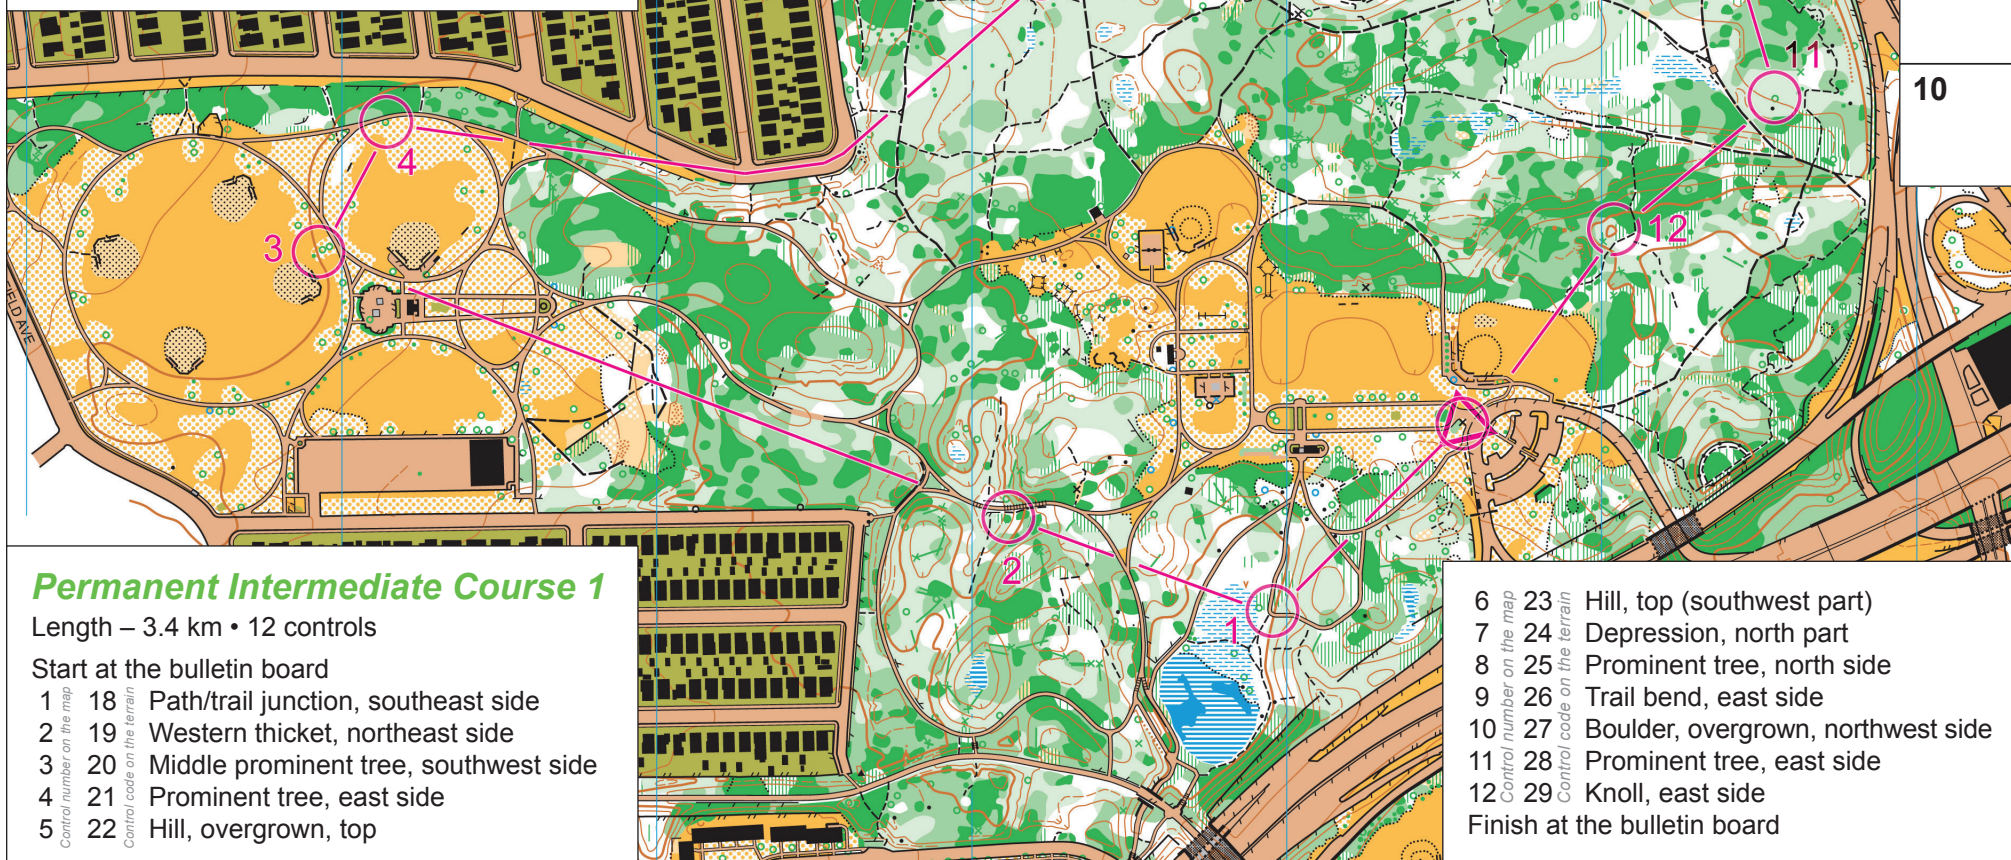 11
10
4
3
12
FIELD AVE
2
1
Permanent Intermediate Course 1
Length – 3.4 km • 12 controls
Start at the bulletin board
Control number on the map
Control code on the terrain
1 18 Path/trail junction, southeast side
2 19 Western thicket, northeast side
3 20 Middle prominent tree, southwest side
4 21 Prominent tree, east side
5 22 Hill, overgrown, top
Control number on the map
Control code on the terrain
6 23 Hill, top (southwest part)
7 24 Depression, north part
8 25 Prominent tree, north side
9 26 Trail bend, east side
10 27 Boulder, overgrown, northwest side
11 28 Prominent tree, east side
12 29 Knoll, east side
Finish at the bulletin board